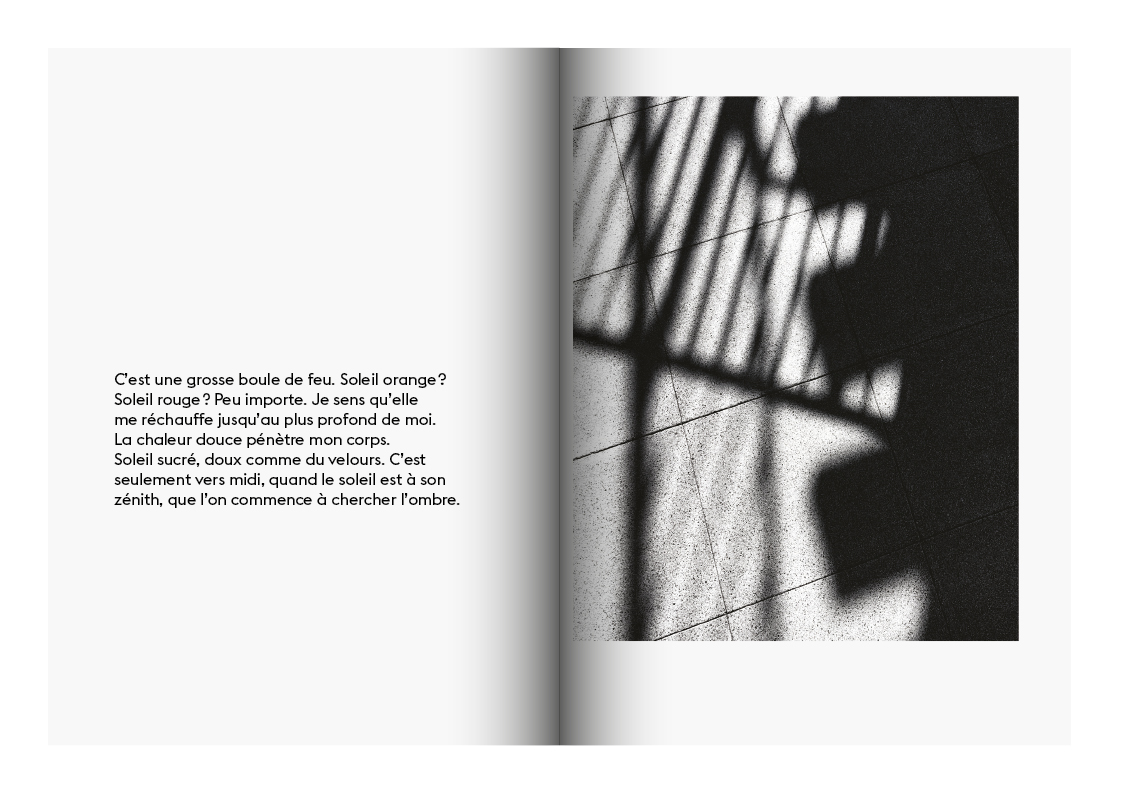 C'est une grosse boule de feu. Soleil orange ?
Soleil rouge ? Peu importe. Je sens qu'elle
me réchauffe jusqu'au plus profond de moi.
La chaleur douce pénètre mon corps.
Soleil sucré, doux comme du velours. C'est
seulement vers midi, quand le soleil est à son
zénith, que l'on commence à chercher l'ombre.